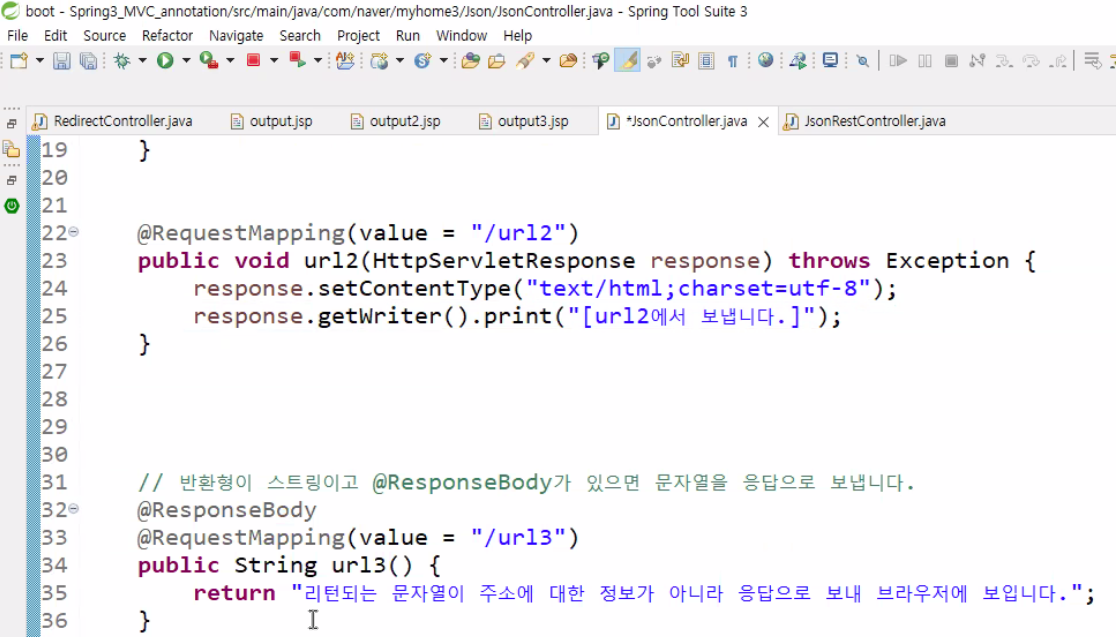 boot - Spring3_MVC_annotation/src/main/java/com/naver/myhome3/Json/JsonController.java - Spring Tool Suite 3
File Edit Source Refactor Navigate Search Project Run Window Help
RedirectController.java output.jsp output2.jsp output3.jsp *JsonController.java JsonRestController.java
19 }
20
21
22 @RequestMapping(value = "/url2")
23 public void url2(HttpServletResponse response) throws Exception {
24 response.setContentType("text/html;charset=utf-8");
25 response.getWriter().print("[url2에서 보냅니다.]");
26 }
27
28
29
30
31 // 반환형이 스트링이고 @ResponseBody가 있으면 문자열을 응답으로 보냅니다.
32 @ResponseBody
33 @RequestMapping(value = "/url3")
34 public String url3() {
35 return "리턴되는 문자열이 주소에 대한 정보가 아니라 응답으로 보내 브라우저에 보입니다.";
36 }